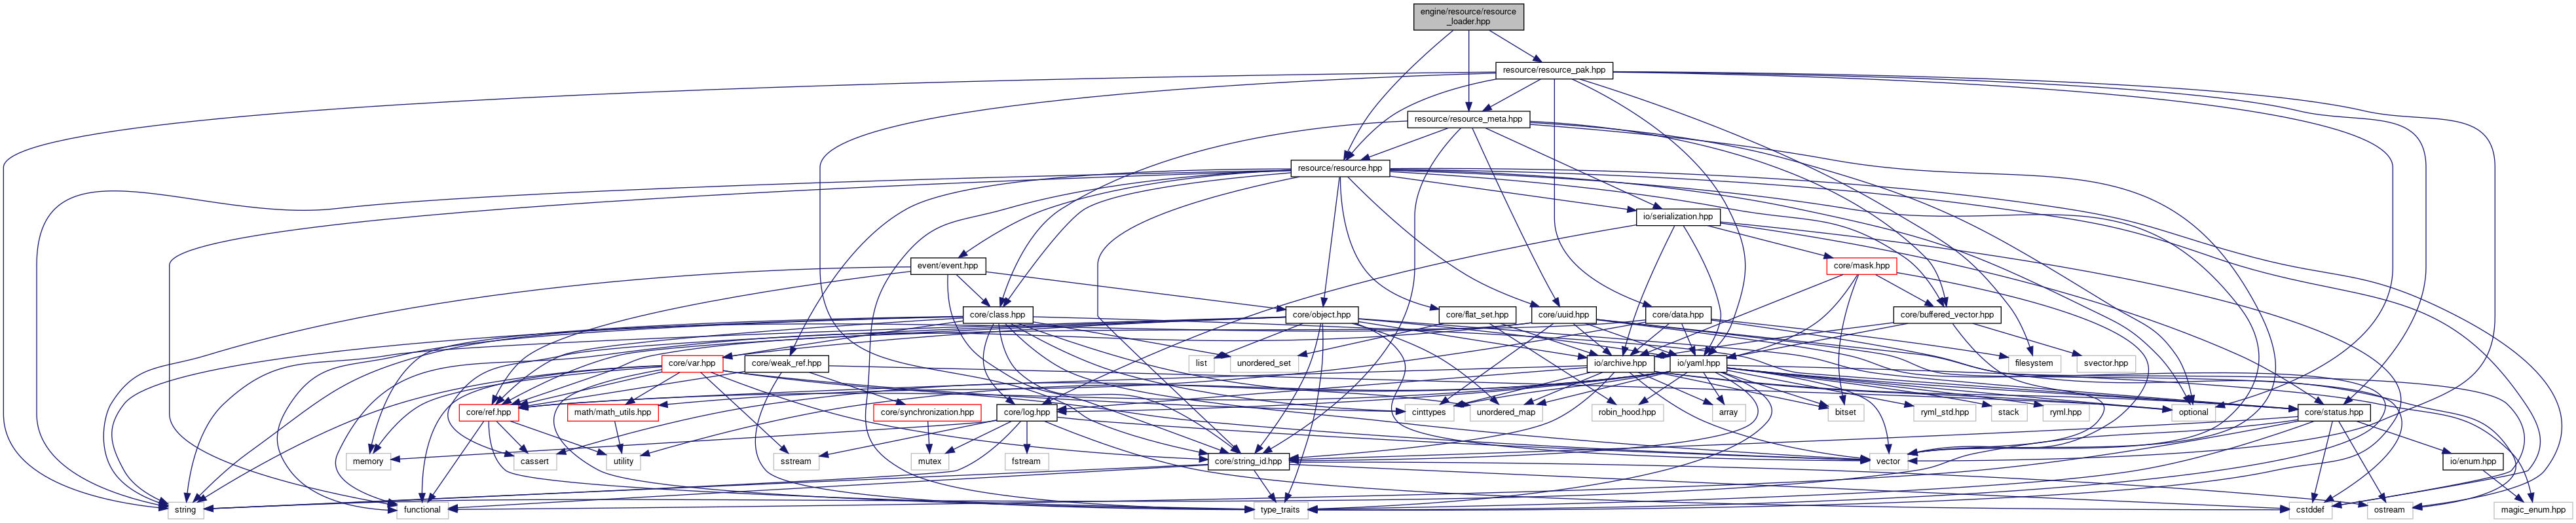 engine/resource/resource
_loader.hpp
resource/resource_pak.hpp
resource/resource_meta.hpp
resource/resource.hpp
io/serialization.hpp
event/event.hpp
core/mask.hpp
core/class.hpp
core/object.hpp
core/flat_set.hpp
core/uuid.hpp
core/data.hpp
core/buffered_vector.hpp
core/var.hpp
core/weak_ref.hpp
list
unordered_set
io/archive.hpp
io/yaml.hpp
filesystem
svector.hpp
core/ref.hpp
math/math_utils.hpp
core/synchronization.hpp
core/log.hpp
cinttypes
unordered_map
robin_hood.hpp
array
bitset
ryml_std.hpp
stack
ryml.hpp
optional
core/status.hpp
memory
cassert
utility
sstream
mutex
fstream
core/string_id.hpp
vector
io/enum.hpp
string
functional
type_traits
cstddef
ostream
magic_enum.hpp